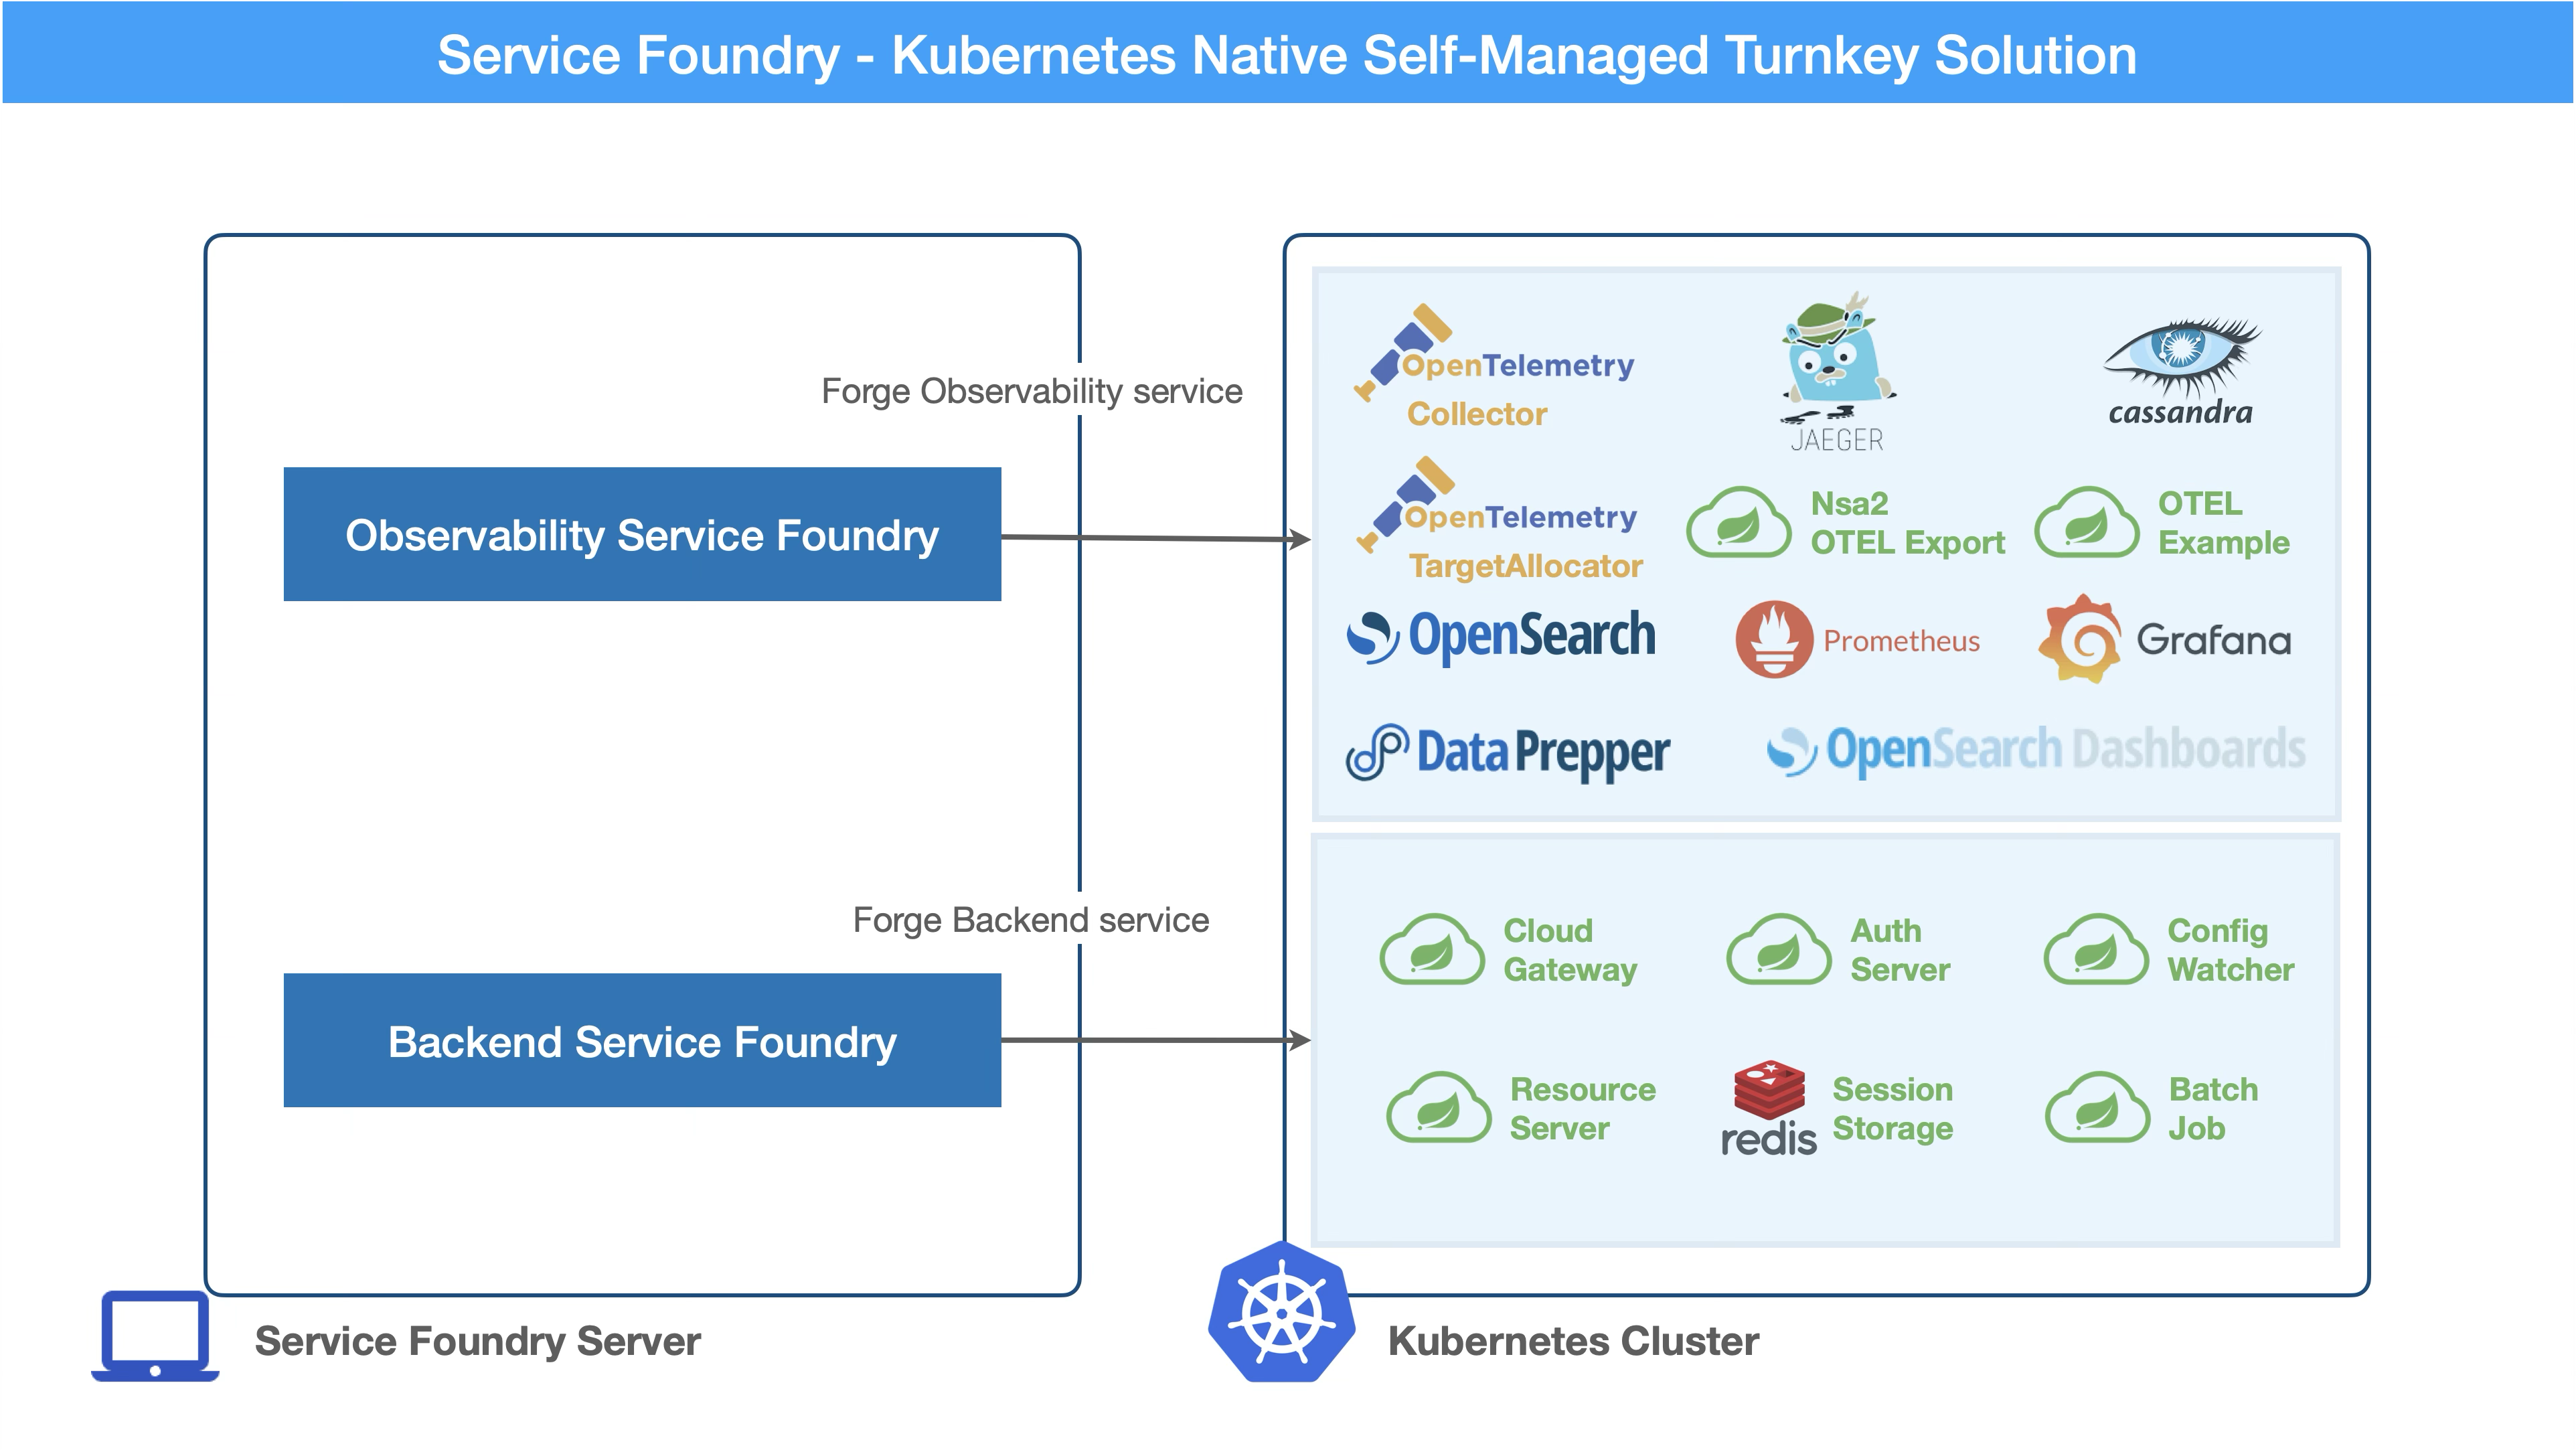 Service Foundry - Kubernetes Native Self-Managed Turnkey Solution
Forge Observability service
Observability Service Foundry
Forge Backend service
Backend Service Foundry
Service Foundry Server
OpenTelemetry
Collector
JAEGER
cassandra
OpenTelemetry
TargetAllocator
Nsa2
OTEL Export
OTEL
Example
OpenSearch
Prometheus
Grafana
Data Prepper
OpenSearch Dashboards
Cloud
Gateway
Auth
Server
Config
Watcher
Resource
Server
redis
Session
Storage
Batch
Job
Kubernetes Cluster